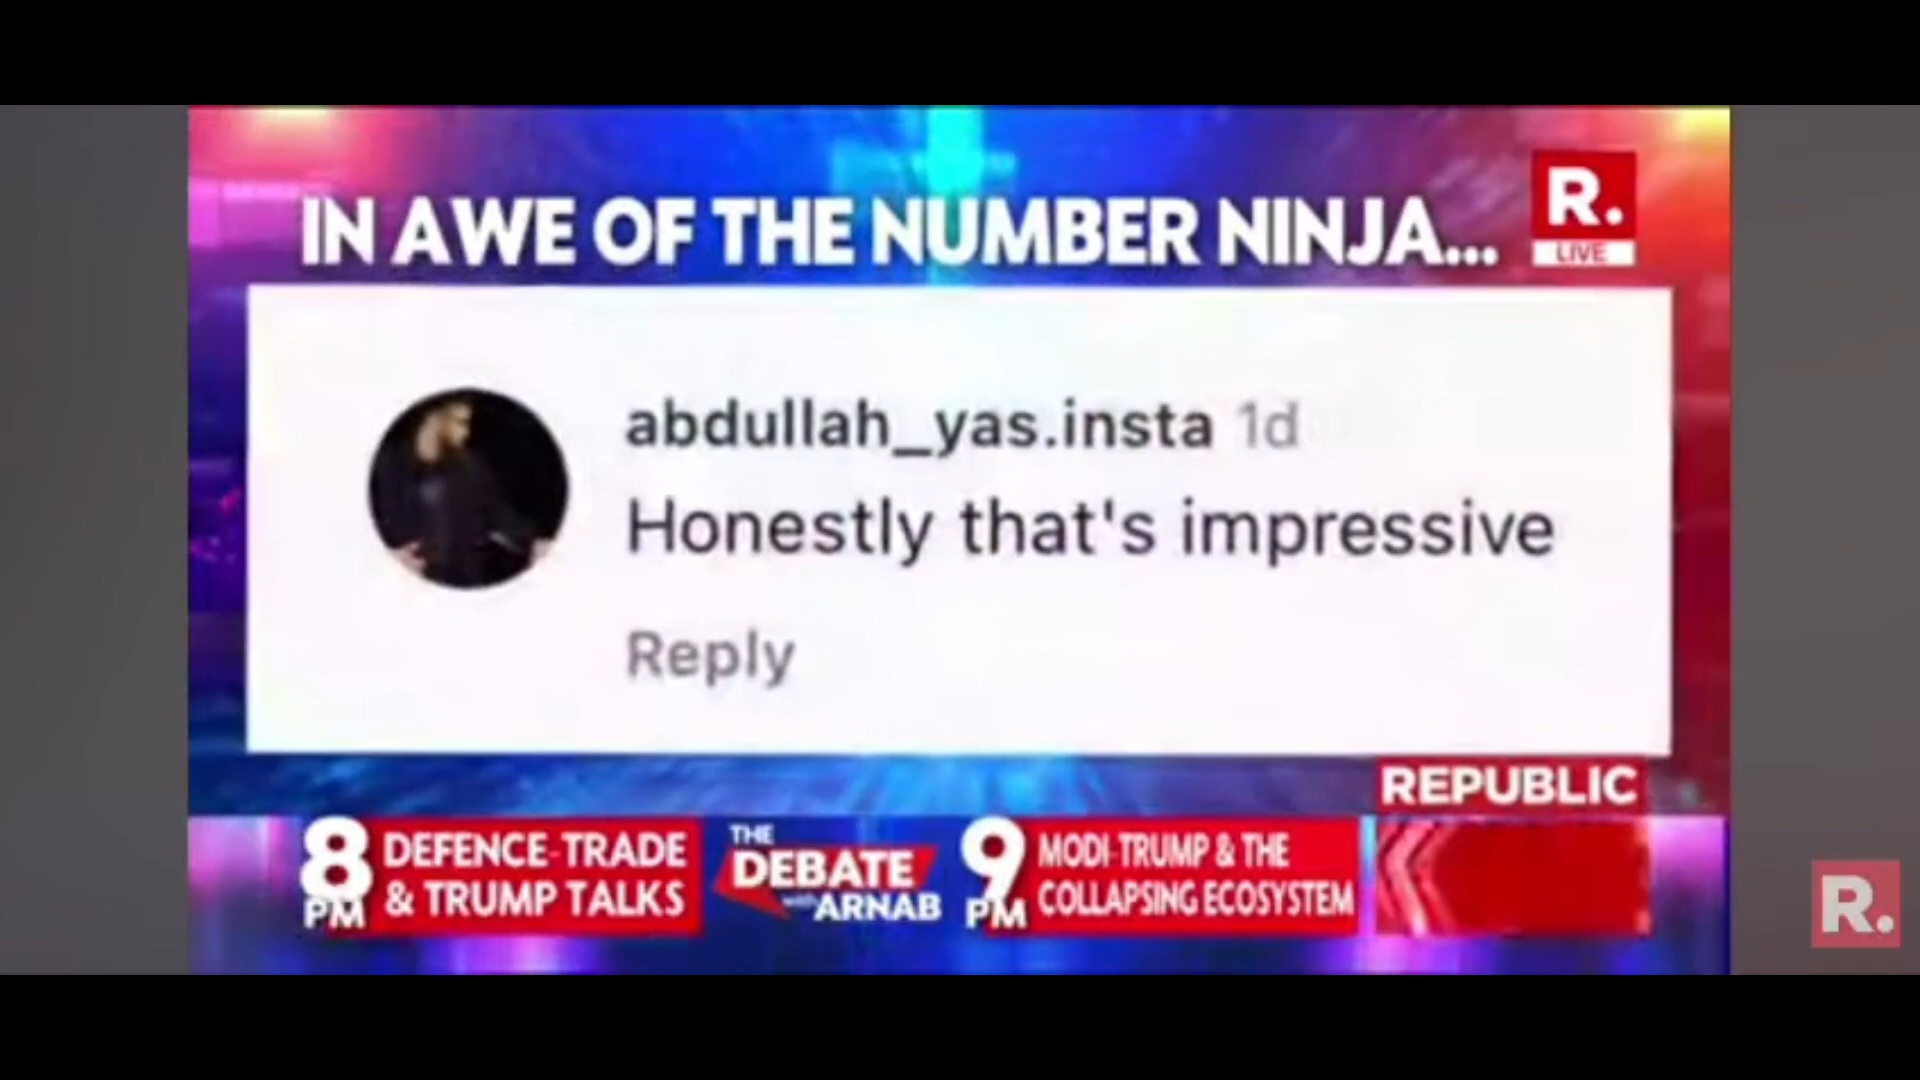 IN AWE OF THE NUMBER NINJA...
R.
LIVE
abdullah_yas.insta 1d
Honestly that's impressive
Reply
REPUBLIC
8 PM
DEFENCE-TRADE
& TRUMP TALKS
THE
DEBATE
with ARNAB
9 PM
MODI-TRUMP & THE
COLLAPSING ECOSYSTEM
R.